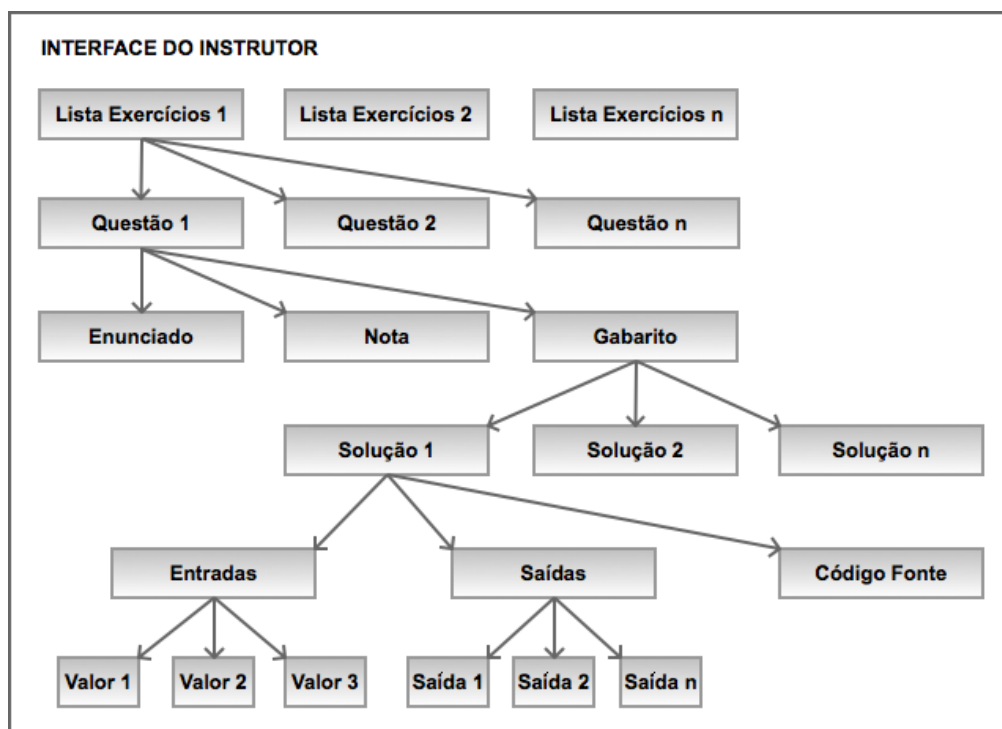 INTERFACE DO INSTRUTOR
Lista Exercícios 1 Lista Exercícios 2 Lista Exercícios n
Questão 1 Questão 2 Questão n
Enunciado Nota Gabarito
Solução 1 Solução 2 Solução n
Entradas Saídas Código Fonte
Valor 1 Valor 2 Valor 3 Saída 1 Saída 2 Saída n